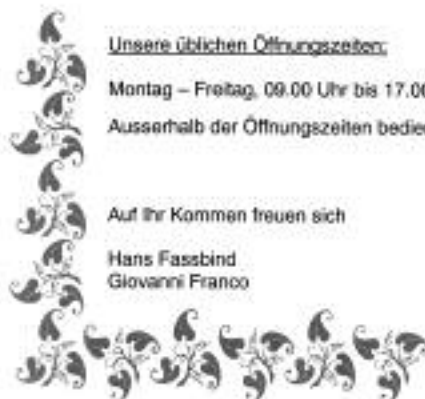 Unsere üblichen Öffnungszeiten:
Montag – Freitag, 09.00 Uhr bis 17.00
Ausserhalb der Öffnungszeiten
Auf Ihr Kommen freuen sich
Hans Fassbind
Giovanni Franco